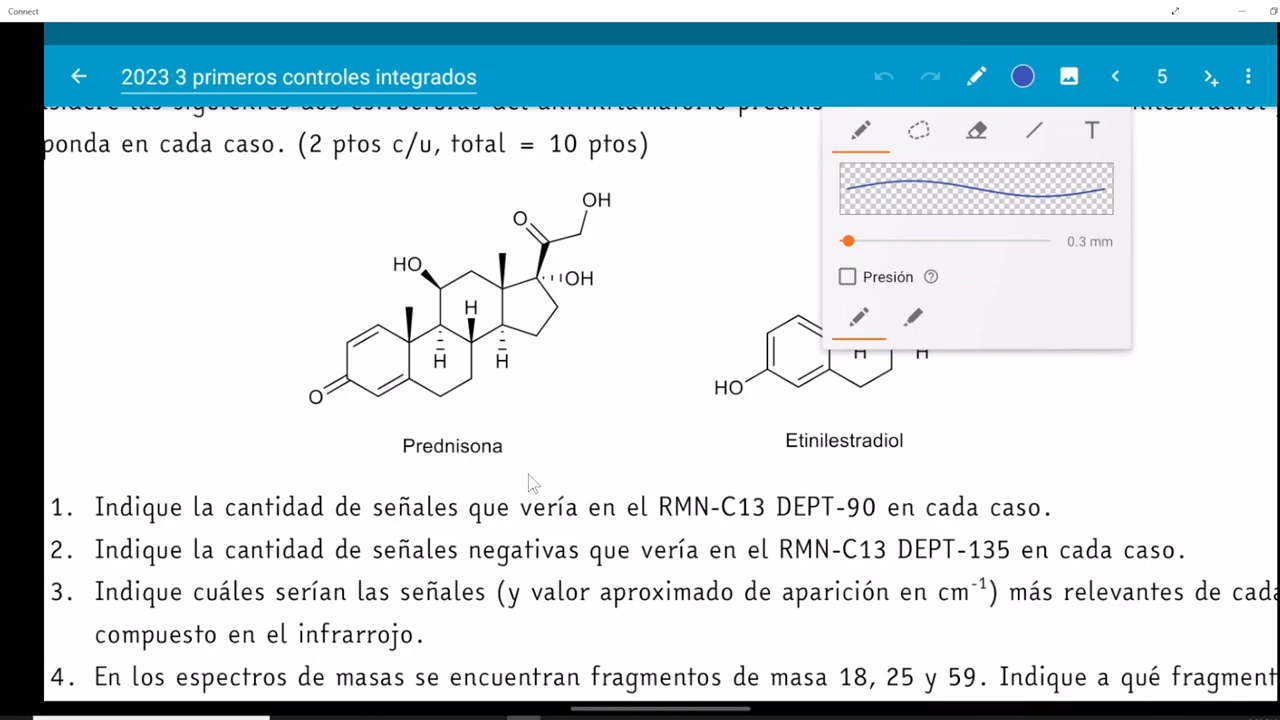 Connect
2023 3 primeros controles integrados
5
ponda en cada caso. (2 ptos c/u, total = 10 ptos)
T
0.3 mm
Presión
OH
O
HO
OH
H
H
H
O
H
H
HO
Prednisona
Etinilestradiol
1. Indique la cantidad de señales que vería en el RMN-C13 DEPT-90 en cada caso.
2. Indique la cantidad de señales negativas que vería en el RMN-C13 DEPT-135 en cada caso.
3. Indique cuáles serían las señales (y valor aproximado de aparición en cm⁻¹) más relevantes de cada
compuesto en el infrarrojo.
4. En los espectros de masas se encuentran fragmentos de masa 18, 25 y 59. Indique a qué fragment